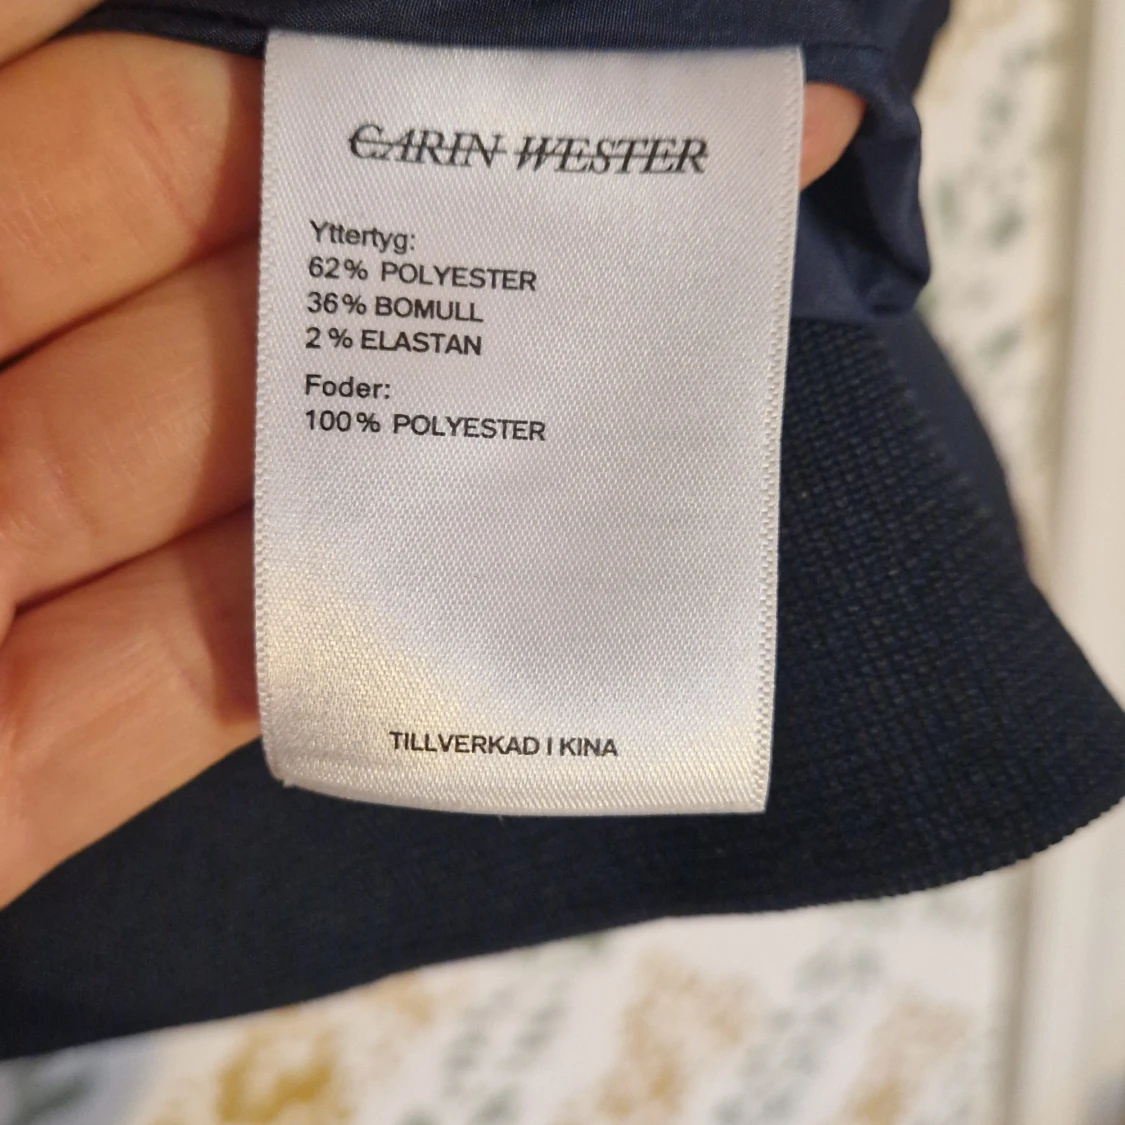 CARIN WESTER
Yttertyg:
62% POLYESTER
36% BOMULL
2% ELASTAN
Foder:
100% POLYESTER
TILLVERKAD I KINA